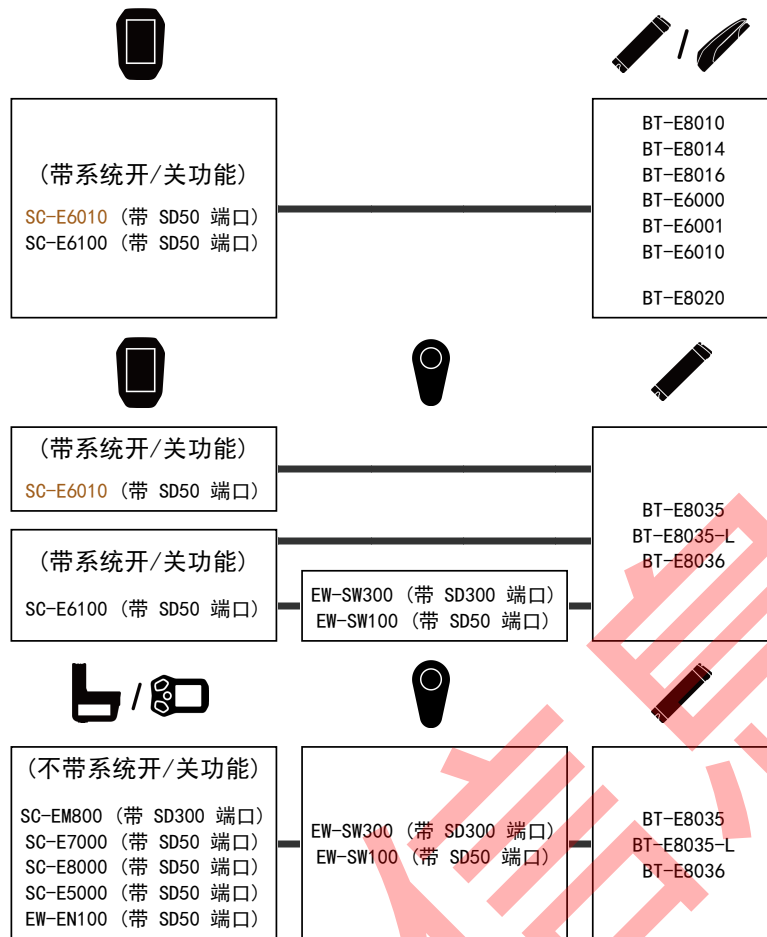 (带系统开/关功能)
SC-E6010 (带 SD50 端口)
SC-E6100 (带 SD50 端口)
BT-E8010
BT-E8014
BT-E8016
BT-E6000
BT-E6001
BT-E6010
BT-E8020
(带系统开/关功能)
SC-E6010 (带 SD50 端口)
(带系统开/关功能)
SC-E6100 (带 SD50 端口)
EW-SW300 (带 SD300 端口)
EW-SW100 (带 SD50 端口)
BT-E8035
BT-E8035-L
BT-E8036
(不带系统开/关功能)
SC-EM800 (带 SD300 端口)
SC-E7000 (带 SD50 端口)
SC-E8000 (带 SD50 端口)
SC-E5000 (带 SD50 端口)
EW-EN100 (带 SD50 端口)
EW-SW300 (带 SD300 端口)
EW-SW100 (带 SD50 端口)
BT-E8035
BT-E8035-L
BT-E8036